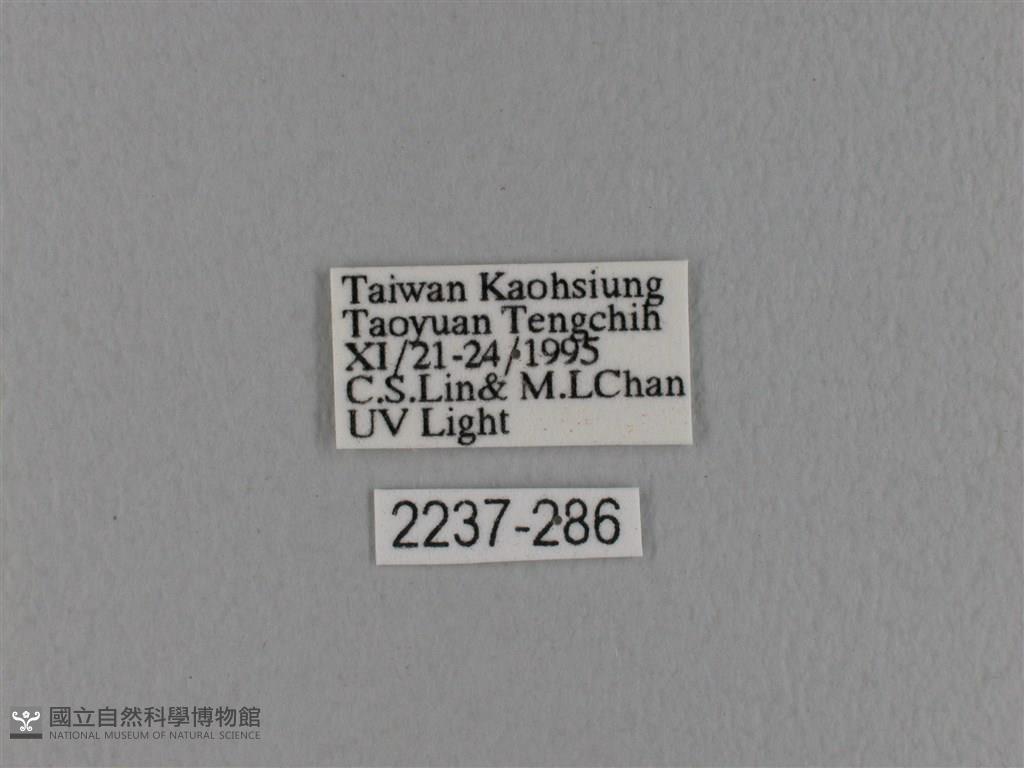 Taiwan Kaohsiung
Taoyuan Tengchih
XI/21-24/1995
C.S.Lin& M.LChan
UV Light
2237-286
國立自然科學博物館
NATIONAL MUSEUM OF NATURAL SCIENCE